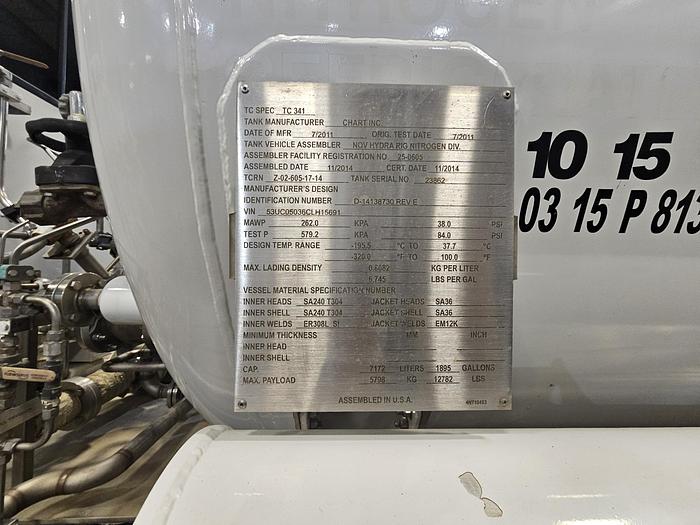 TC SPEC TC 341
TANK MANUFACTURER CHART INC.
DATE OF MFR 7/2011 ORIG. TEST DATE 7/2011
TANK VEHICLE ASSEMBLER NOV HYDRA RIG NITROGEN DIV.
ASSEMBLER FACILITY REGISTRATION NO 25-0605
ASSEMBLED DATE 11/2014 CERT. DATE 11/2014
TCRN Z-02-605-17-14 TANK SERIAL NO. 23862
MANUFACTURER'S DESIGN
IDENTIFICATION NUMBER D-14138730 REV E
VIN 53UC05036CLH15691
MAWP 262.0 KPA 38.0 PSI
TEST P 579.2 KPA 84.0 PSI
DESIGN TEMP. RANGE -195.5 °C TO 37.7 °C
-320.0 °F TO 100.0 °F
MAX. LADING DENSITY 0.6082 KG PER LITER
6.745 LBS PER GAL
VESSEL MATERIAL SPECIFICATION NUMBER
INNER HEADS SA240 T304 JACKET HEADS SA36
INNER SHELL SA240 T304 JACKET SHELL SA36
INNER WELDS ER308L SI JACKET WELDS EM12K
MINIMUM THICKNESS MM INCH
INNER HEAD
INNER SHELL
CAP. 7172 LITERS 1895 GALLONS
MAX. PAYLOAD 5798 KG 12782 LBS
ASSEMBLED IN U.S.A.
10 15
03 15 P 813